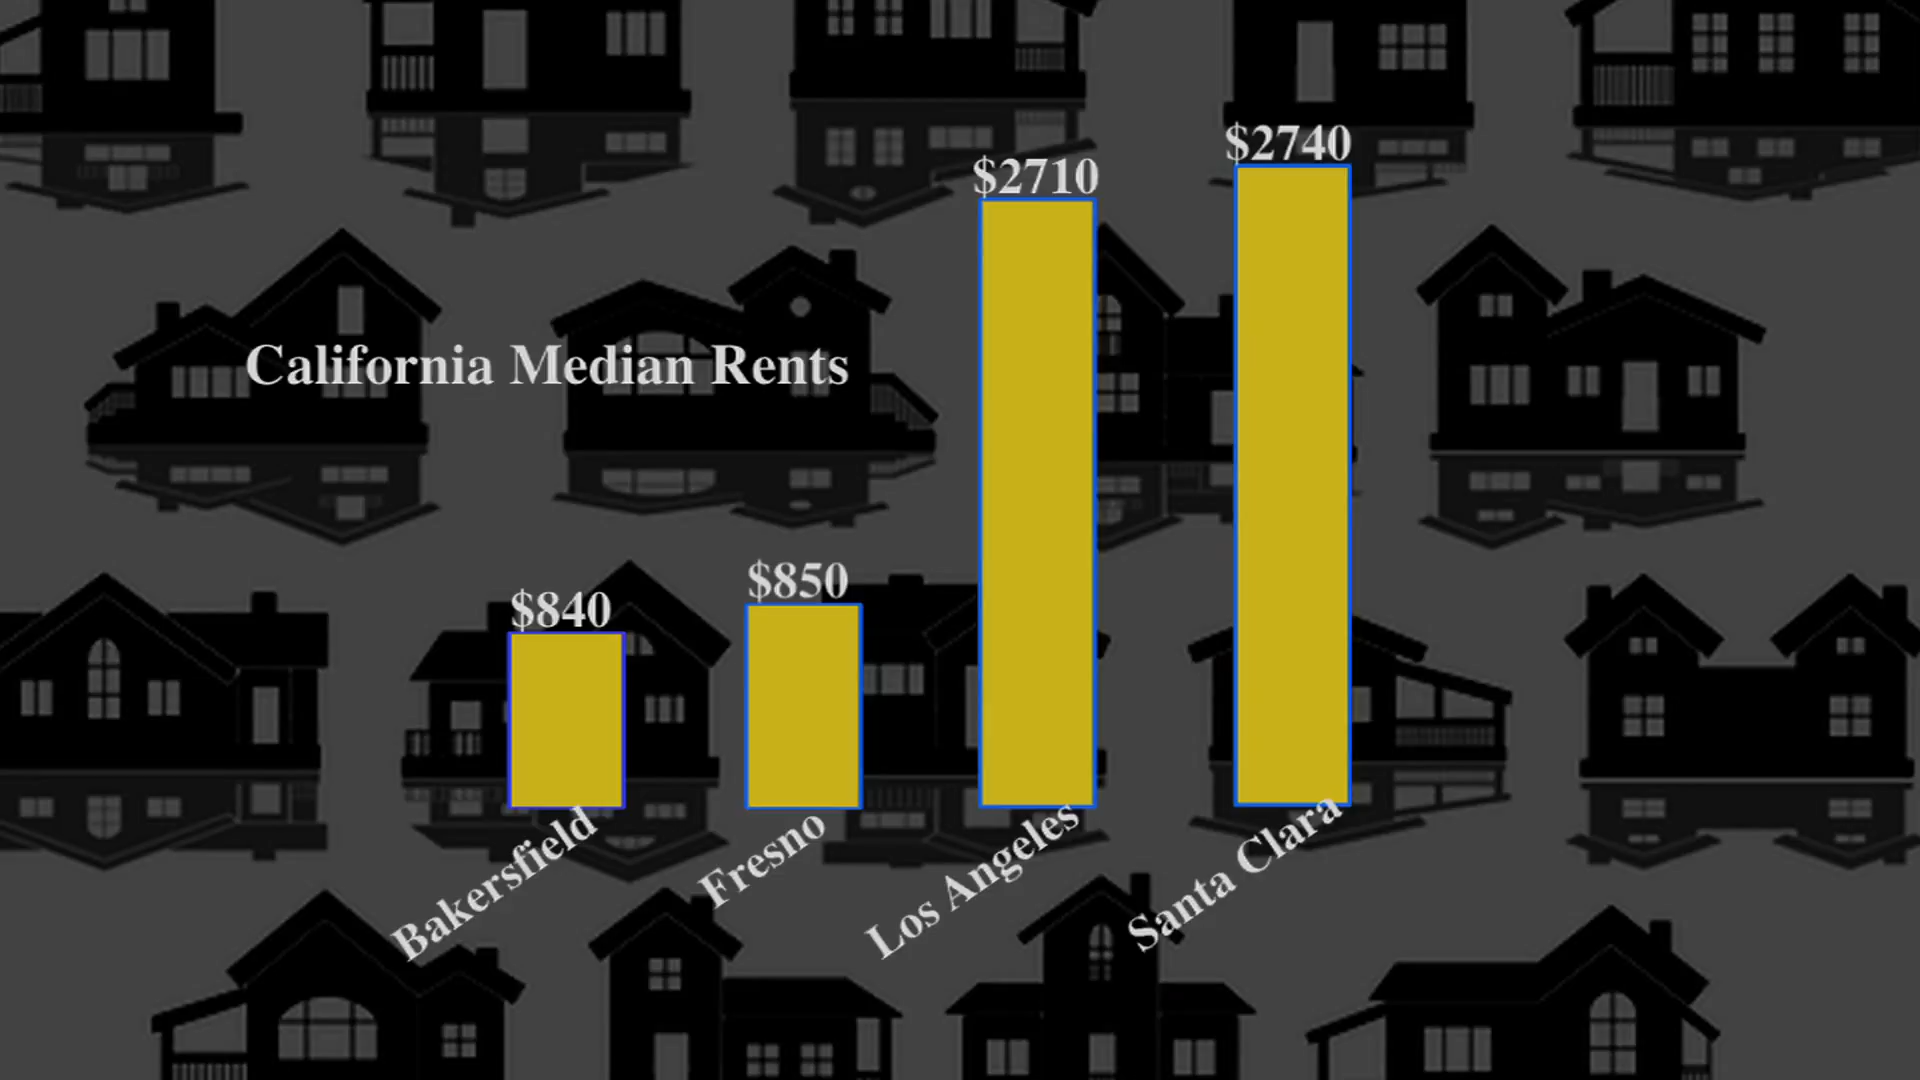 $2740
$2710
California Median Rents
$850
$840
Bakersfield
Fresno
Los Angeles
Santa Clara